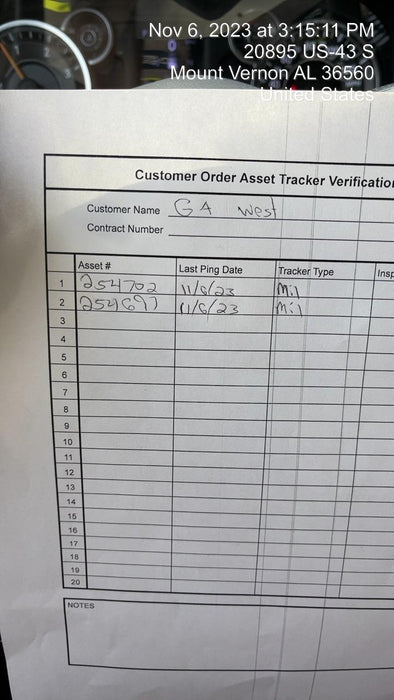 Nov 6, 2023 at 3:15:11 PM
20895 US-43 S
Mount Vernon AL 36560
United States
Customer Order Asset Tracker Verification
Customer Name GA West
Contract Number
Asset # Last Ping Date Tracker Type Insp
1 254702 11/6/23 Mil
2 254697 11/6/23 Mil
3
4
5
6
7
8
9
10
11
12
13
14
15
16
17
18
19
20
NOTES